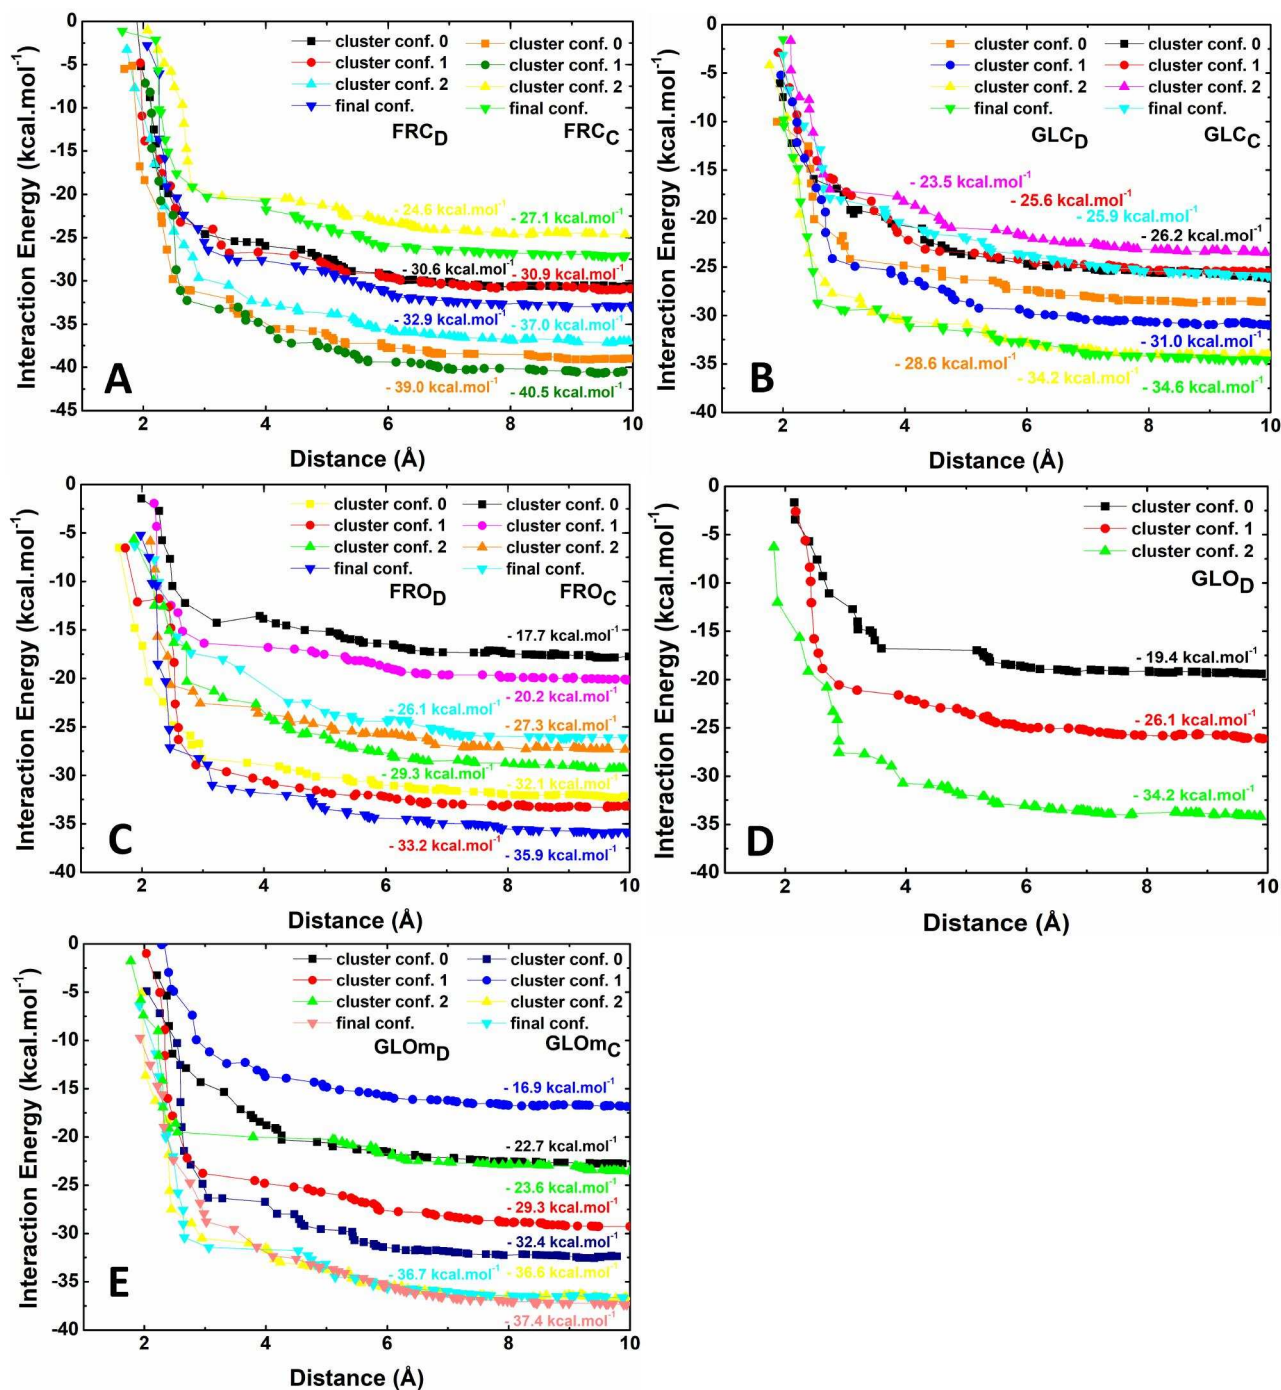 Interaction Energy (kcal.mol⁻¹)
0
-5
-10
-15
-20
-25
-30
-35
-40
-45
cluster conf. 0
cluster conf. 1
cluster conf. 2
final conf.
FRC_D
cluster conf. 0
cluster conf. 1
cluster conf. 2
final conf.
FRC_C
- 24.6 kcal.mol⁻¹
- 27.1 kcal.mol⁻¹
- 30.6 kcal.mol⁻¹
- 30.9 kcal.mol⁻¹
- 32.9 kcal.mol⁻¹
- 37.0 kcal.mol⁻¹
- 39.0 kcal.mol⁻¹
- 40.5 kcal.mol⁻¹
A
2 4 6 8 10
Distance (Å)
Interaction Energy (kcal.mol⁻¹)
0
-5
-10
-15
-20
-25
-30
-35
-40
cluster conf. 0
cluster conf. 1
cluster conf. 2
final conf.
GLC_D
cluster conf. 0
cluster conf. 1
cluster conf. 2
final conf.
GLC_C
- 23.5 kcal.mol⁻¹
- 25.6 kcal.mol⁻¹
- 25.9 kcal.mol⁻¹
- 26.2 kcal.mol⁻¹
- 31.0 kcal.mol⁻¹
- 28.6 kcal.mol⁻¹
- 34.2 kcal.mol⁻¹
- 34.6 kcal.mol⁻¹
B
2 4 6 8 10
Distance (Å)
Interaction Energy (kcal.mol⁻¹)
0
-5
-10
-15
-20
-25
-30
-35
-40
cluster conf. 0
cluster conf. 1
cluster conf. 2
final conf.
FRO_D
cluster conf. 0
cluster conf. 1
cluster conf. 2
final conf.
FRO_C
- 17.7 kcal.mol⁻¹
- 20.2 kcal.mol⁻¹
- 26.1 kcal.mol⁻¹
- 27.3 kcal.mol⁻¹
- 29.3 kcal.mol⁻¹
- 32.1 kcal.mol⁻¹
- 33.2 kcal.mol⁻¹
- 35.9 kcal.mol⁻¹
C
2 4 6 8 10
Distance (Å)
Interaction Energy (kcal.mol⁻¹)
0
-5
-10
-15
-20
-25
-30
-35
-40
cluster conf. 0
cluster conf. 1
cluster conf. 2
GLO_D
- 19.4 kcal.mol⁻¹
- 26.1 kcal.mol⁻¹
- 34.2 kcal.mol⁻¹
D
2 4 6 8 10
Distance (Å)
Interaction Energy (kcal.mol⁻¹)
0
-5
-10
-15
-20
-25
-30
-35
-40
cluster conf. 0
cluster conf. 1
cluster conf. 2
final conf.
GLOm_D
cluster conf. 0
cluster conf. 1
cluster conf. 2
final conf.
GLOm_C
- 16.9 kcal.mol⁻¹
- 22.7 kcal.mol⁻¹
- 23.6 kcal.mol⁻¹
- 29.3 kcal.mol⁻¹
- 32.4 kcal.mol⁻¹
- 36.7 kcal.mol⁻¹
- 36.6 kcal.mol⁻¹
- 37.4 kcal.mol⁻¹
E
2 4 6 8 10
Distance (Å)